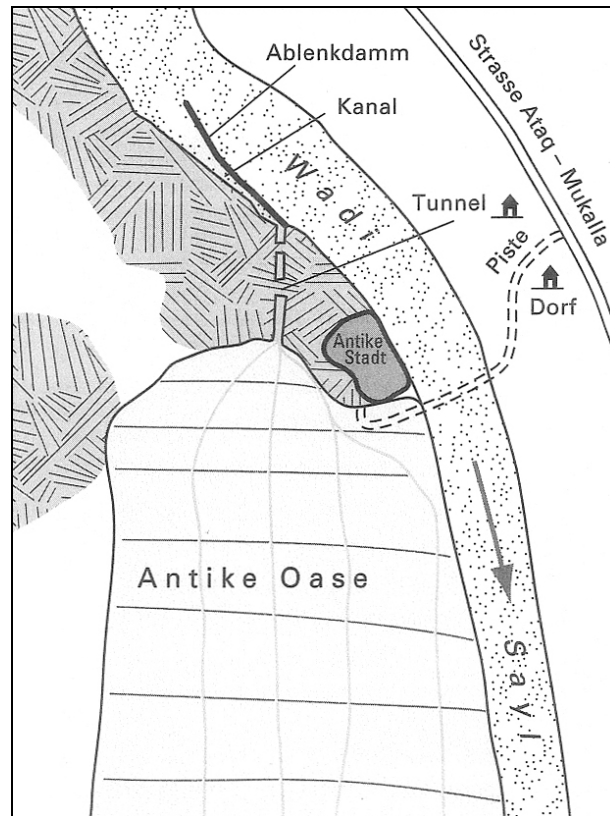 Ablenkdamm
Kanal
Wadi
Strasse Ataq – Mukalla
Tunnel
Piste
Dorf
Antike
Stadt
Antike Oase
Sayl